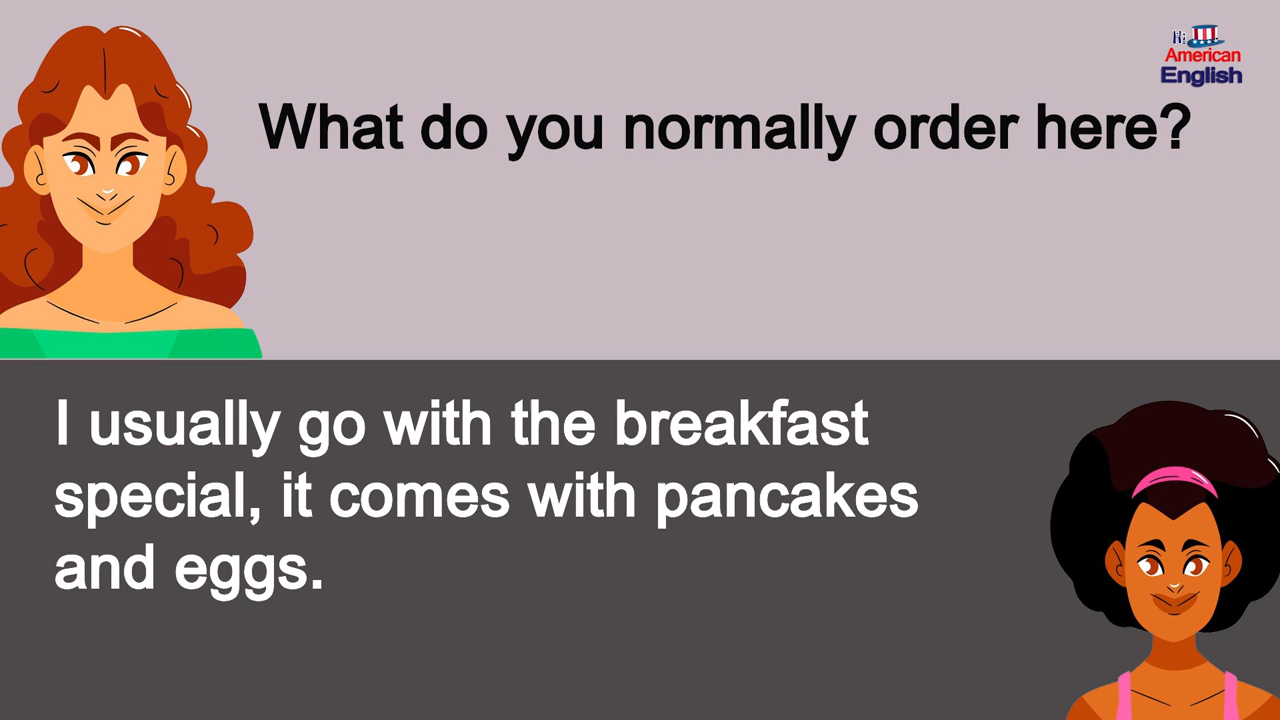 Hi
American
English
What do you normally order here?
I usually go with the breakfast
special, it comes with pancakes
and eggs.